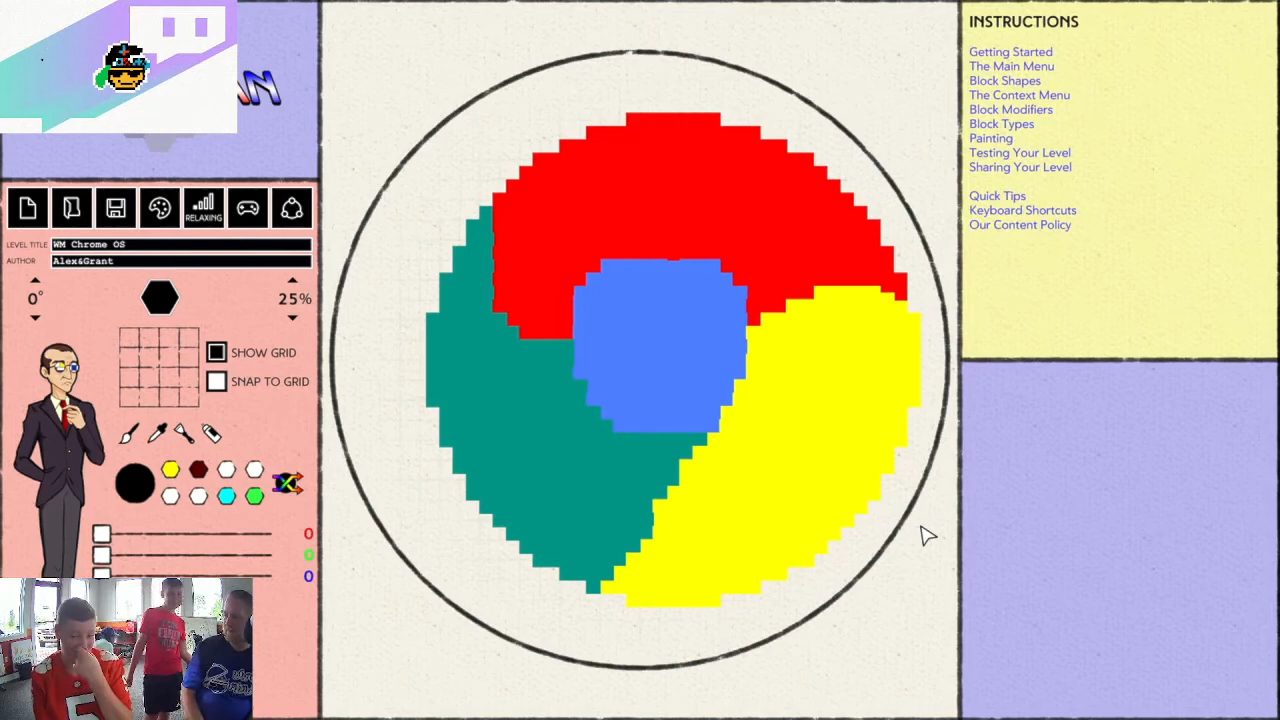 INSTRUCTIONS
Getting Started
The Main Menu
Block Shapes
The Context Menu
Block Modifiers
Block Types
Painting
Testing Your Level
Sharing Your Level
Quick Tips
Keyboard Shortcuts
Our Content Policy
RELAXING
LEVEL TITLE WM Chrome OS
AUTHOR Alex&Grant
0°
25%
SHOW GRID
SNAP TO GRID
0
0
0
5